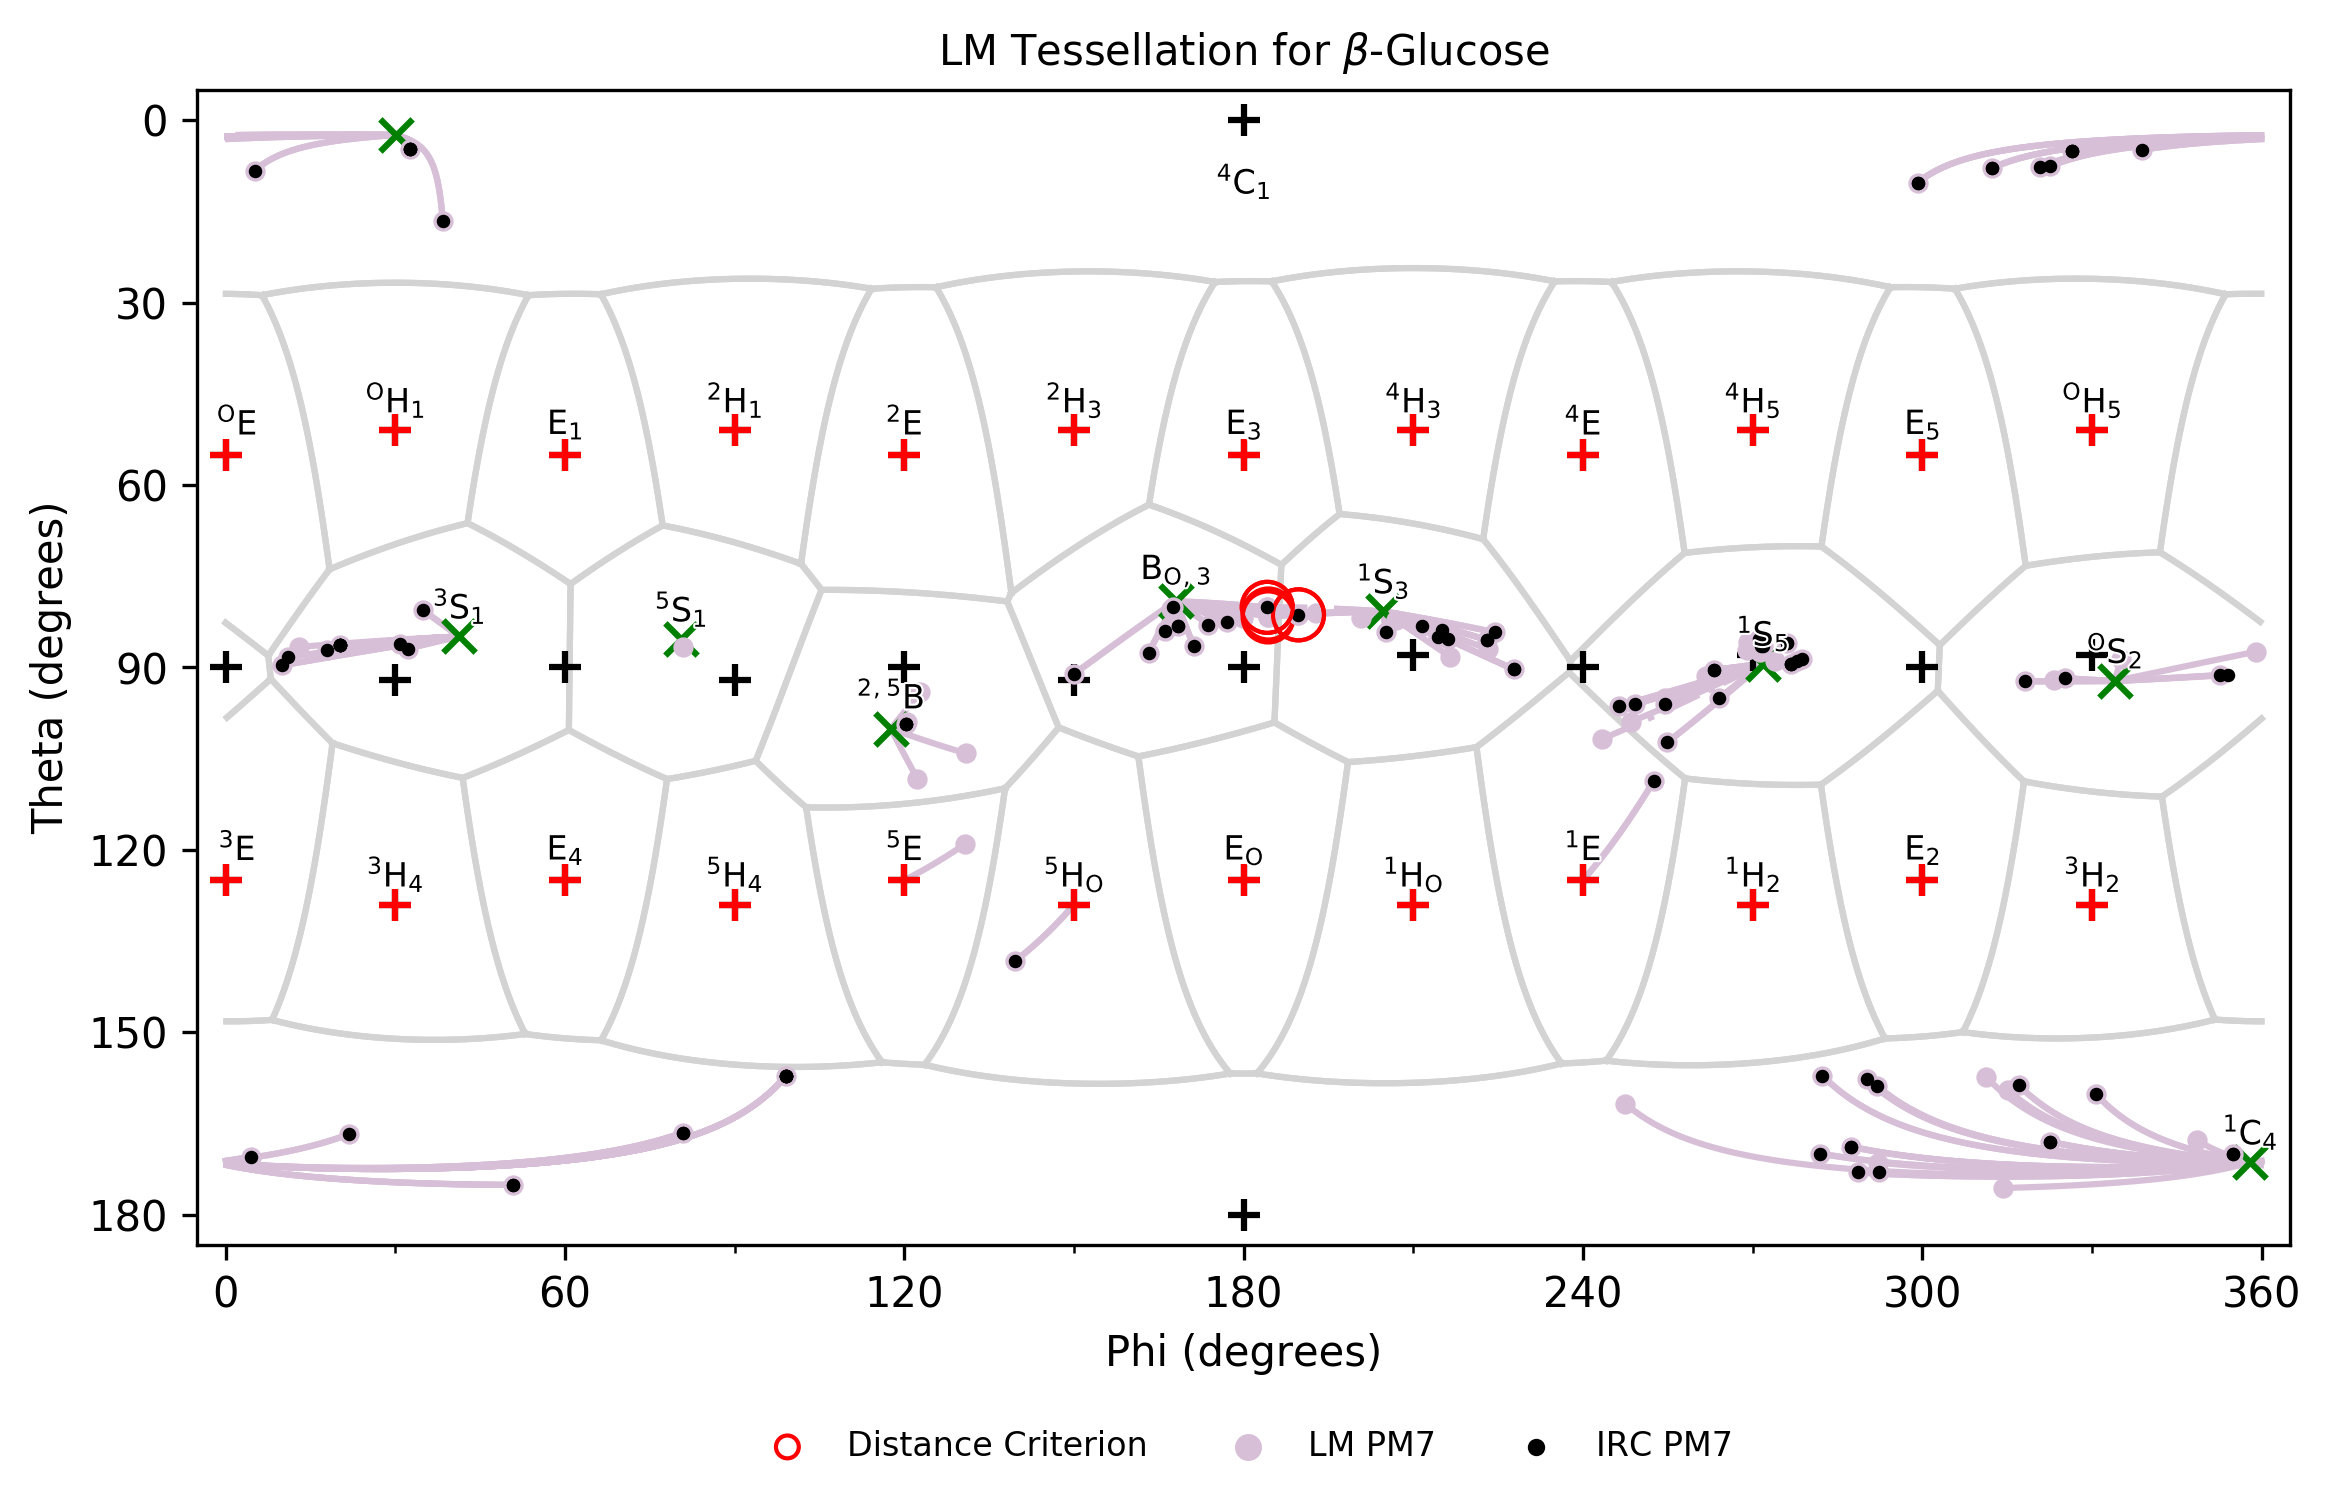 LM Tessellation for β-Glucose
Theta (degrees)
0
30
60
90
120
150
180
⁴C₁
ᴼE
ᴼH₁
E₁
²H₁
²E
²H₃
E₃
⁴H₃
⁴E
⁴H₅
E₅
ᴼH₅
³S₁
⁵S₁
²,⁵B
B_O,3
¹S₃
¹S₅
ᴼS₂
³E
³H₄
E₄
⁵H₄
⁵E
⁵H_O
E_O
¹H_O
¹E
¹H₂
E₂
³H₂
¹C₄
0 60 120 180 240 300 360
Phi (degrees)
Distance Criterion LM PM7 IRC PM7